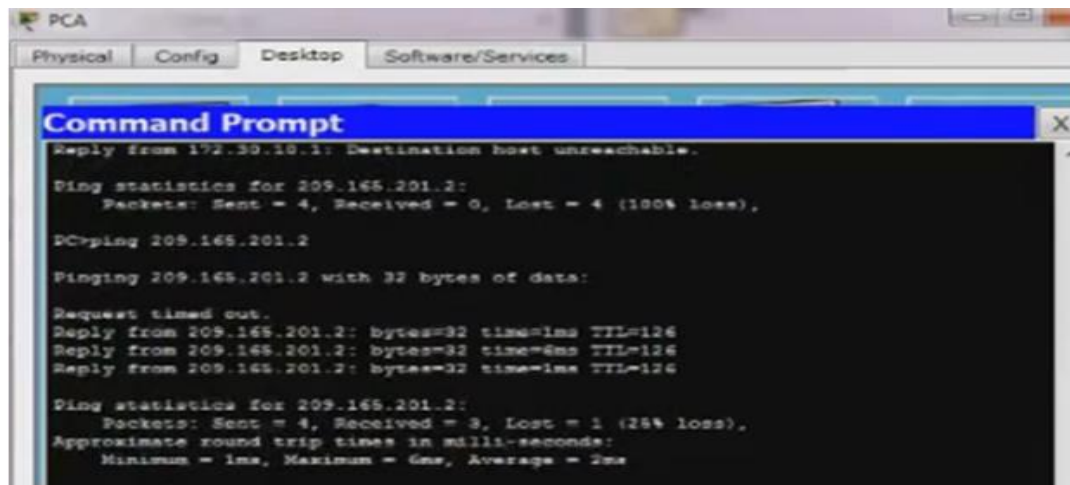 PCA
Physical Config Desktop Software/Services
Command Prompt X
Reply from 172.30.10.1: Destination host unreachable.
Ping statistics for 209.165.201.2:
Packets: Sent = 4, Received = 0, Lost = 4 (100% loss),
PC>ping 209.165.201.2
Pinging 209.165.201.2 with 32 bytes of data:
Request timed out.
Reply from 209.165.201.2: bytes=32 time=1ms TTL=126
Reply from 209.165.201.2: bytes=32 time=6ms TTL=126
Reply from 209.165.201.2: bytes=32 time=1ms TTL=126
Ping statistics for 209.165.201.2:
Packets: Sent = 4, Received = 3, Lost = 1 (25% loss),
Approximate round trip times in milli-seconds:
Minimum = 1ms, Maximum = 6ms, Average = 2ms